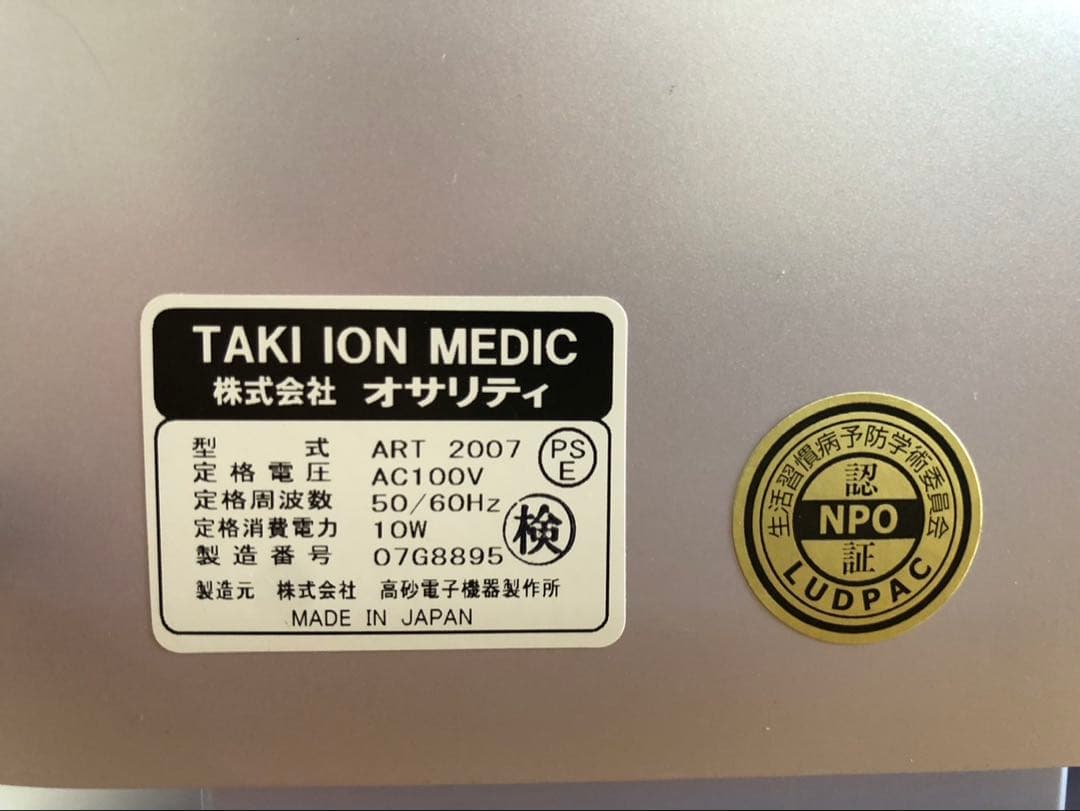 TAKI ION MEDIC
株式会社 オサリティ
型 式 ART 2007 PS E
定格電圧 AC100V
定格周波数 50/60Hz
定格消費電力 10W 検
製造番号 07G8895
製造元 株式会社 高砂電子機器製作所
MADE IN JAPAN
生活習慣病予防学術委員会
認
NPO
証
LUDPAC